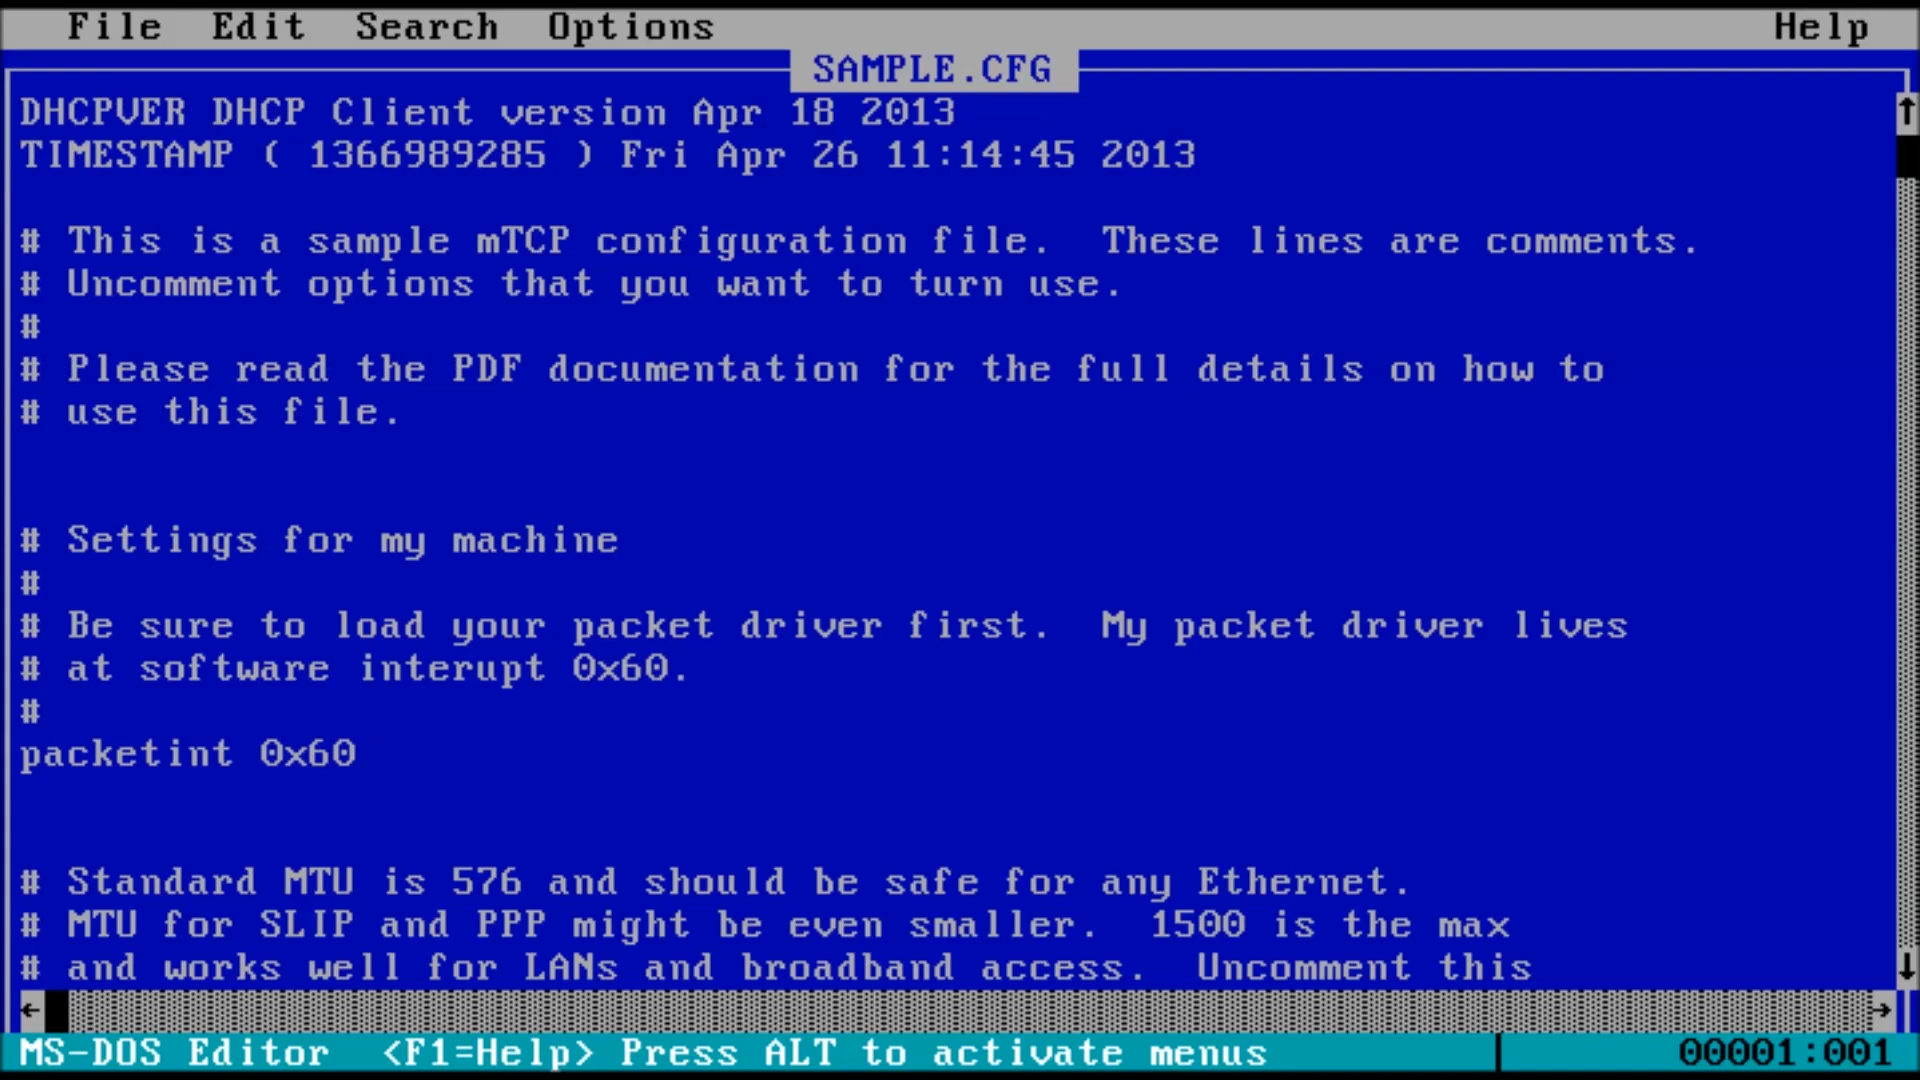 File Edit Search Options Help
SAMPLE.CFG
DHCPVER DHCP Client version Apr 18 2013
TIMESTAMP ( 1366989285 ) Fri Apr 26 11:14:45 2013
# This is a sample mTCP configuration file.  These lines are comments.
# Uncomment options that you want to turn use.
#
# Please read the PDF documentation for the full details on how to
# use this file.
# Settings for my machine
#
# Be sure to load your packet driver first.  My packet driver lives
# at software interupt 0x60.
#
packetint 0x60
# Standard MTU is 576 and should be safe for any Ethernet.
# MTU for SLIP and PPP might be even smaller.  1500 is the max
# and works well for LANs and broadband access.  Uncomment this
MS-DOS Editor  <F1=Help> Press ALT to activate menus 00001:001